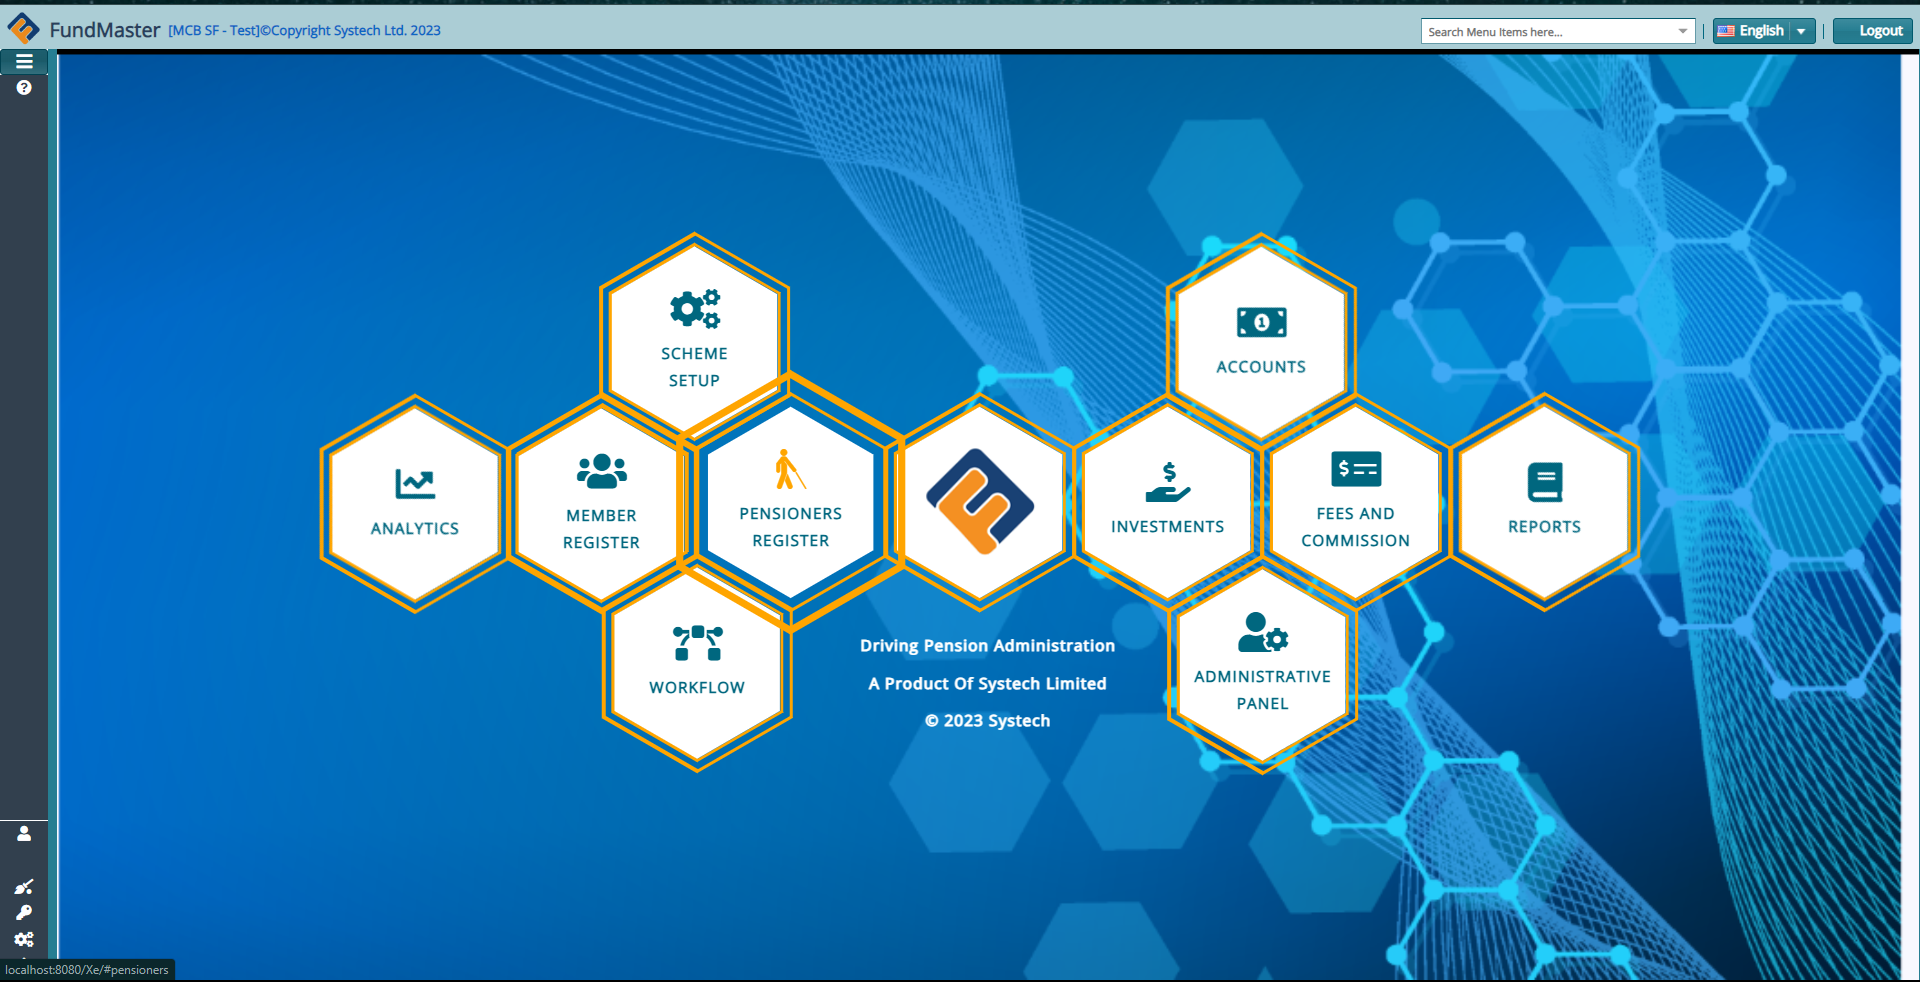 FundMaster [MCB SF - Test]©Copyright Systech Ltd. 2023
Search Menu Items here...
English
Logout
SCHEME
SETUP
ACCOUNTS
ANALYTICS
MEMBER
REGISTER
PENSIONERS
REGISTER
INVESTMENTS
FEES AND
COMMISSION
REPORTS
WORKFLOW
ADMINISTRATIVE
PANEL
Driving Pension Administration
A Product Of Systech Limited
© 2023 Systech
localhost:8080/Xe/#pensioners